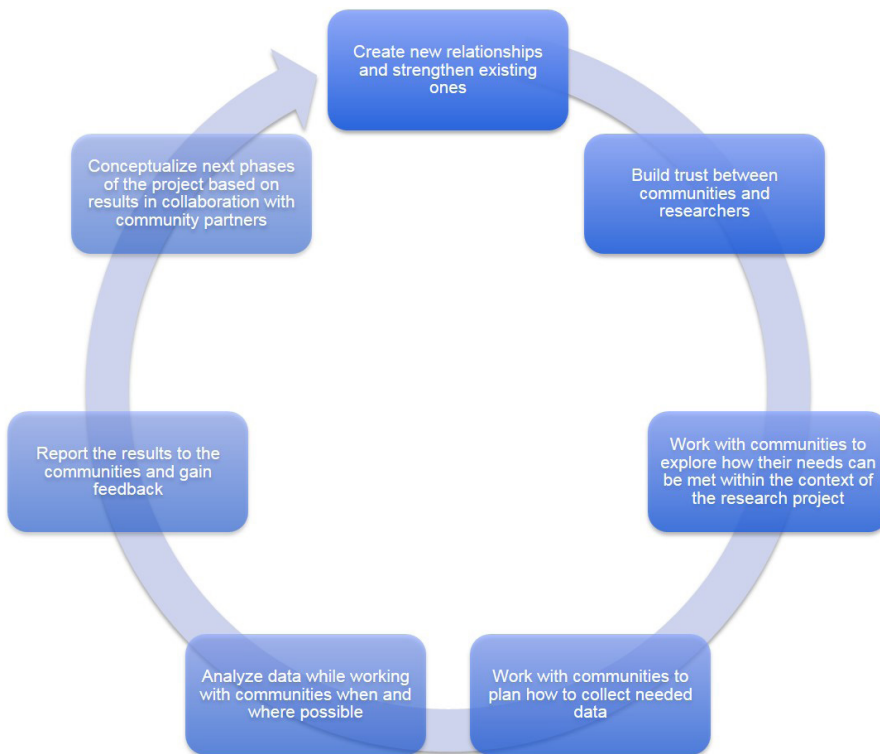 Create new relationships
and strengthen existing
ones
Build trust between
communities and
researchers
Work with communities to
explore how their needs can
be met within the context of
the research project
Work with communities to
plan how to collect needed
data
Analyze data while working
with communities when and
where possible
Report the results to the
communities and gain
feedback
Conceptualize next phases
of the project based on
results in collaboration with
community partners